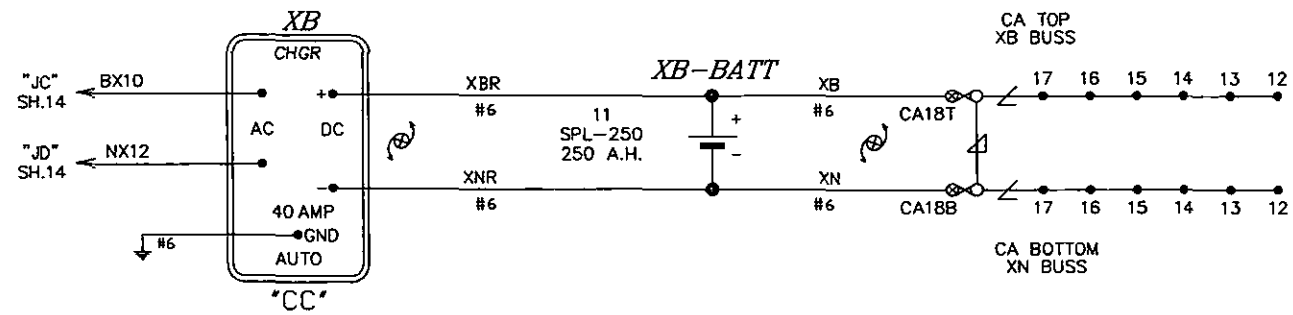 XB
CHGR
"JC"
SH.14
BX10
"JD"
SH.14
NX12
AC
DC
+
-
40 AMP
GND
AUTO
#6
"CC"
XBR
#6
XNR
#6
11
SPL-250
250 A.H.
XB-BATT
+
-
XB
#6
XN
#6
CA18T
CA18B
CA TOP
XB BUSS
17 16 15 14 13 12
17 16 15 14 13 12
CA BOTTOM
XN BUSS